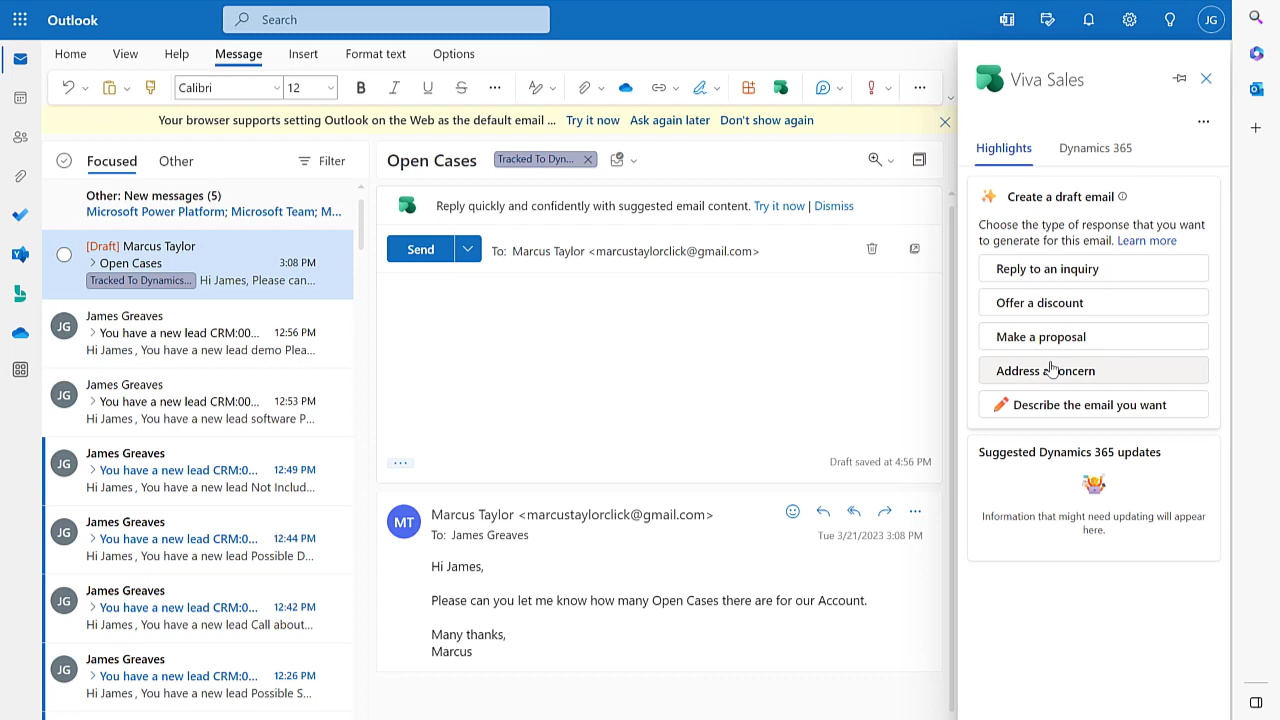 Outlook
Search
JG
Home
View
Help
Message
Insert
Format text
Options
Calibri
12
Your browser supports setting Outlook on the Web as the default email ...
Try it now
Ask again later
Don't show again
Focused
Other
Filter
Other: New messages (5)
Microsoft Power Platform; Microsoft Team; M...
[Draft] Marcus Taylor
Open Cases
3:08 PM
Tracked To Dynamics...
Hi James, Please can...
JG
James Greaves
You have a new lead CRM:00...
12:56 PM
Hi James , You have a new lead demo Plea...
JG
James Greaves
You have a new lead CRM:00...
12:53 PM
Hi James , You have a new lead software P...
JG
James Greaves
You have a new lead CRM:0...
12:49 PM
Hi James , You have a new lead Not Includ...
JG
James Greaves
You have a new lead CRM:0...
12:44 PM
Hi James , You have a new lead Possible D...
JG
James Greaves
You have a new lead CRM:0...
12:42 PM
Hi James , You have a new lead Call about...
JG
James Greaves
You have a new lead CRM:0...
12:26 PM
Hi James , You have a new lead Possible S...
Open Cases
Tracked To Dyn...
Reply quickly and confidently with suggested email content. Try it now | Dismiss
Send
To: Marcus Taylor <marcustaylorclick@gmail.com>
Draft saved at 4:56 PM
MT
Marcus Taylor <marcustaylorclick@gmail.com>
To: James Greaves
Tue 3/21/2023 3:08 PM
Hi James,
Please can you let me know how many Open Cases there are for our Account.
Many thanks,
Marcus
Viva Sales
Highlights
Dynamics 365
Create a draft email
Choose the type of response that you want
to generate for this email. Learn more
Reply to an inquiry
Offer a discount
Make a proposal
Address a concern
Describe the email you want
Suggested Dynamics 365 updates
Information that might need updating will appear
here.